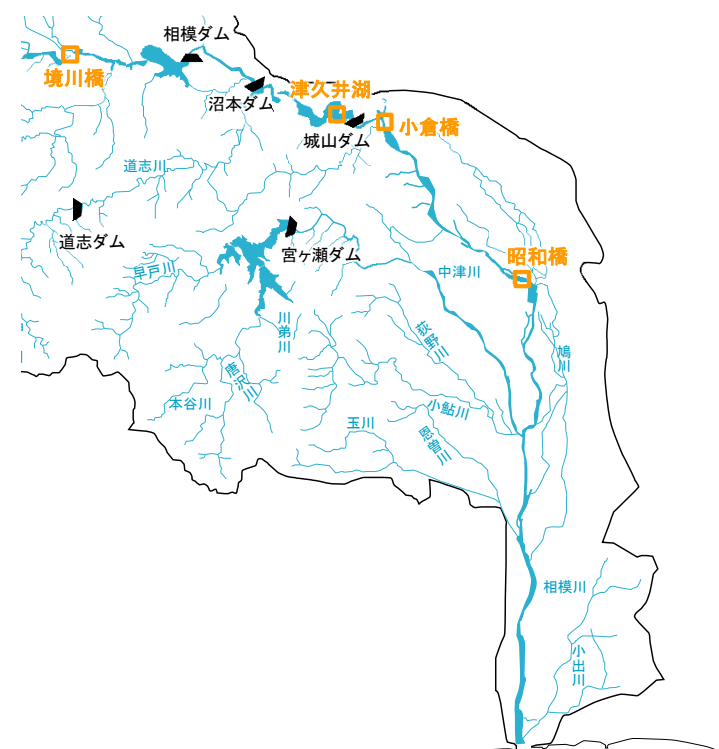 相模ダム
境川橋
沼本ダム
津久井湖
小倉橋
城山ダム
道志川
道志ダム
宮ヶ瀬ダム
早戸川
中津川
昭和橋
川弟川
荻野川
鳩川
唐沢川
本谷川
小鮎川
玉川
恩曽川
相模川
小出川